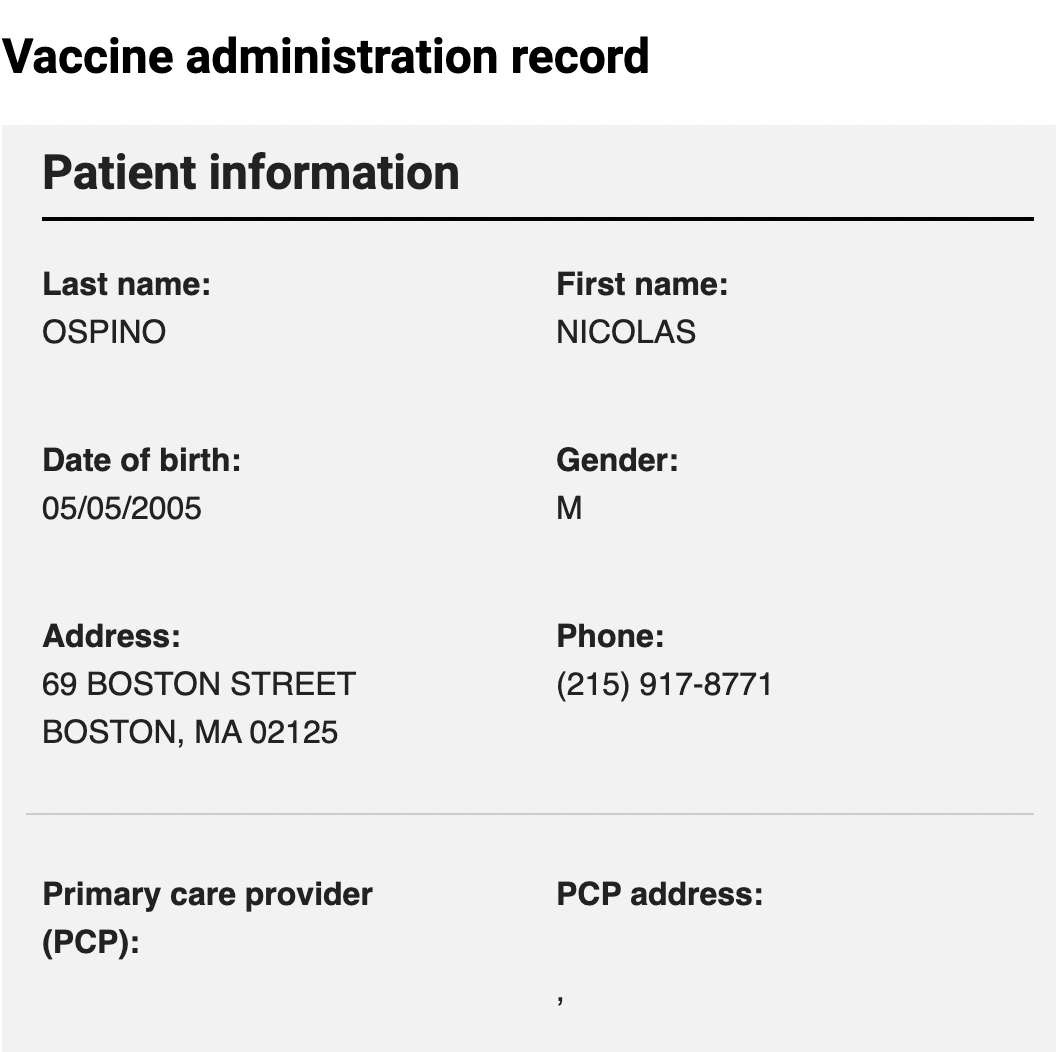 Vaccine administration record
Patient information
Last name:
OSPINO
First name:
NICOLAS
Date of birth:
05/05/2005
Gender:
M
Address:
69 BOSTON STREET
BOSTON, MA 02125
Phone:
(215) 917-8771
Primary care provider
(PCP):
PCP address:
,